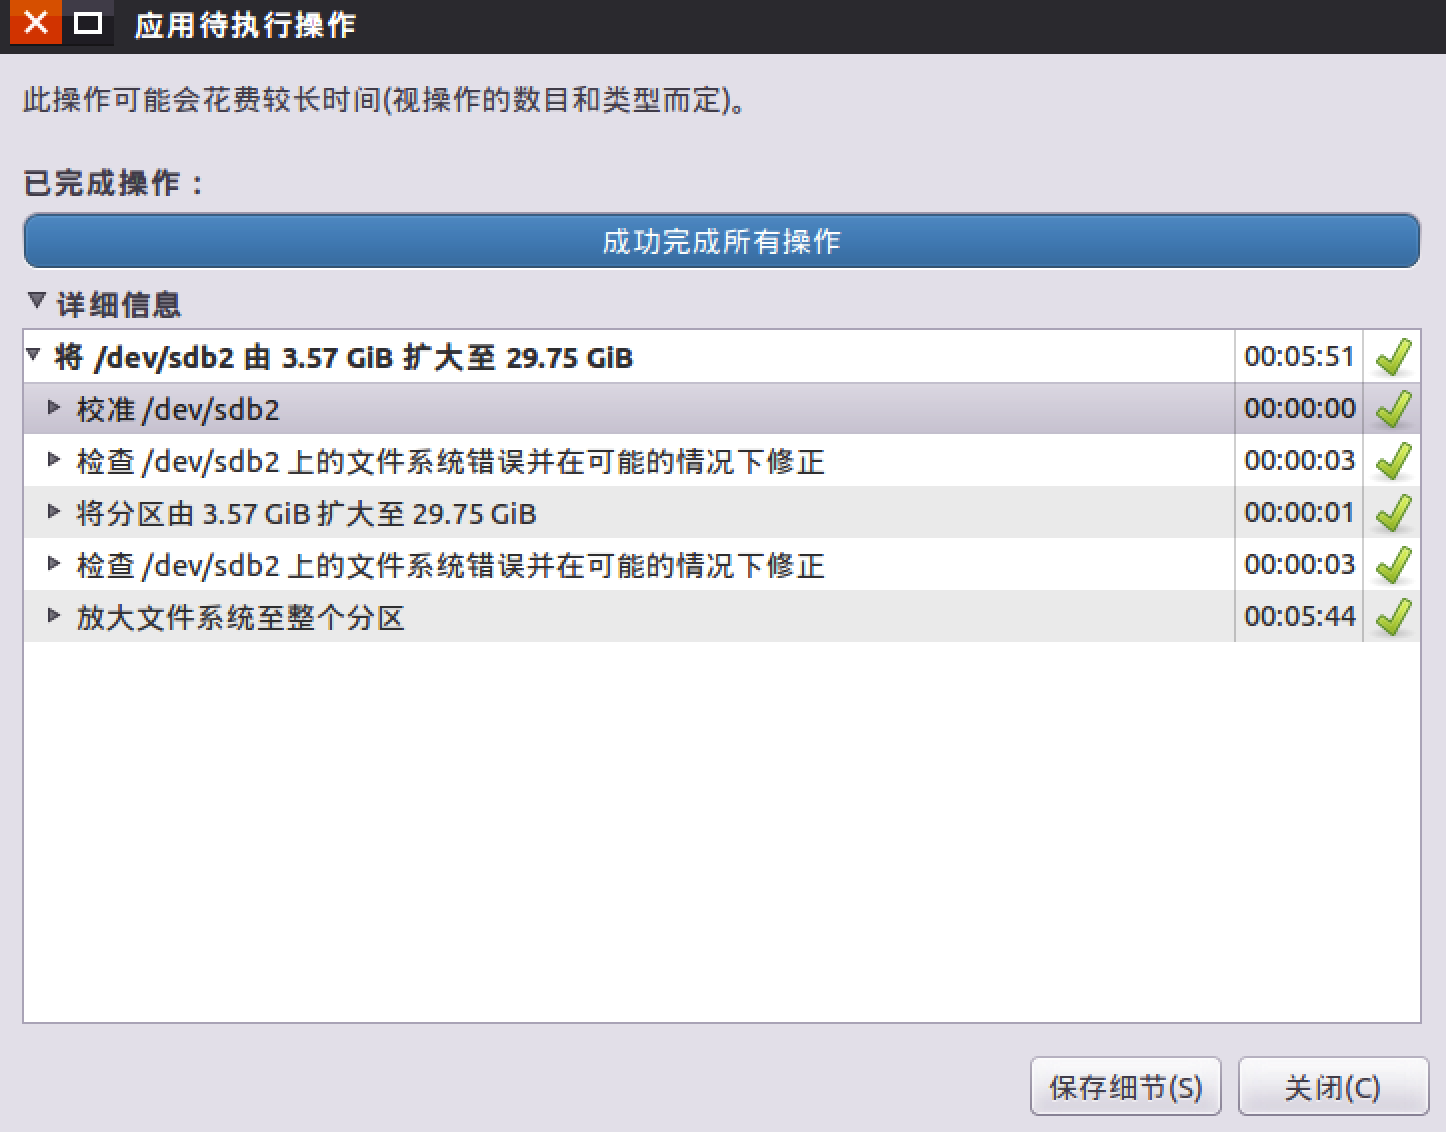 应用待执行操作
此操作可能会花费较长时间(视操作的数目和类型而定)。
已完成操作：
成功完成所有操作
详细信息
将 /dev/sdb2 由 3.57 GiB 扩大至 29.75 GiB 00:05:51
校准 /dev/sdb2 00:00:00
检查 /dev/sdb2 上的文件系统错误并在可能的情况下修正 00:00:03
将分区由 3.57 GiB 扩大至 29.75 GiB 00:00:01
检查 /dev/sdb2 上的文件系统错误并在可能的情况下修正 00:00:03
放大文件系统至整个分区 00:05:44
保存细节(S) 关闭(C)